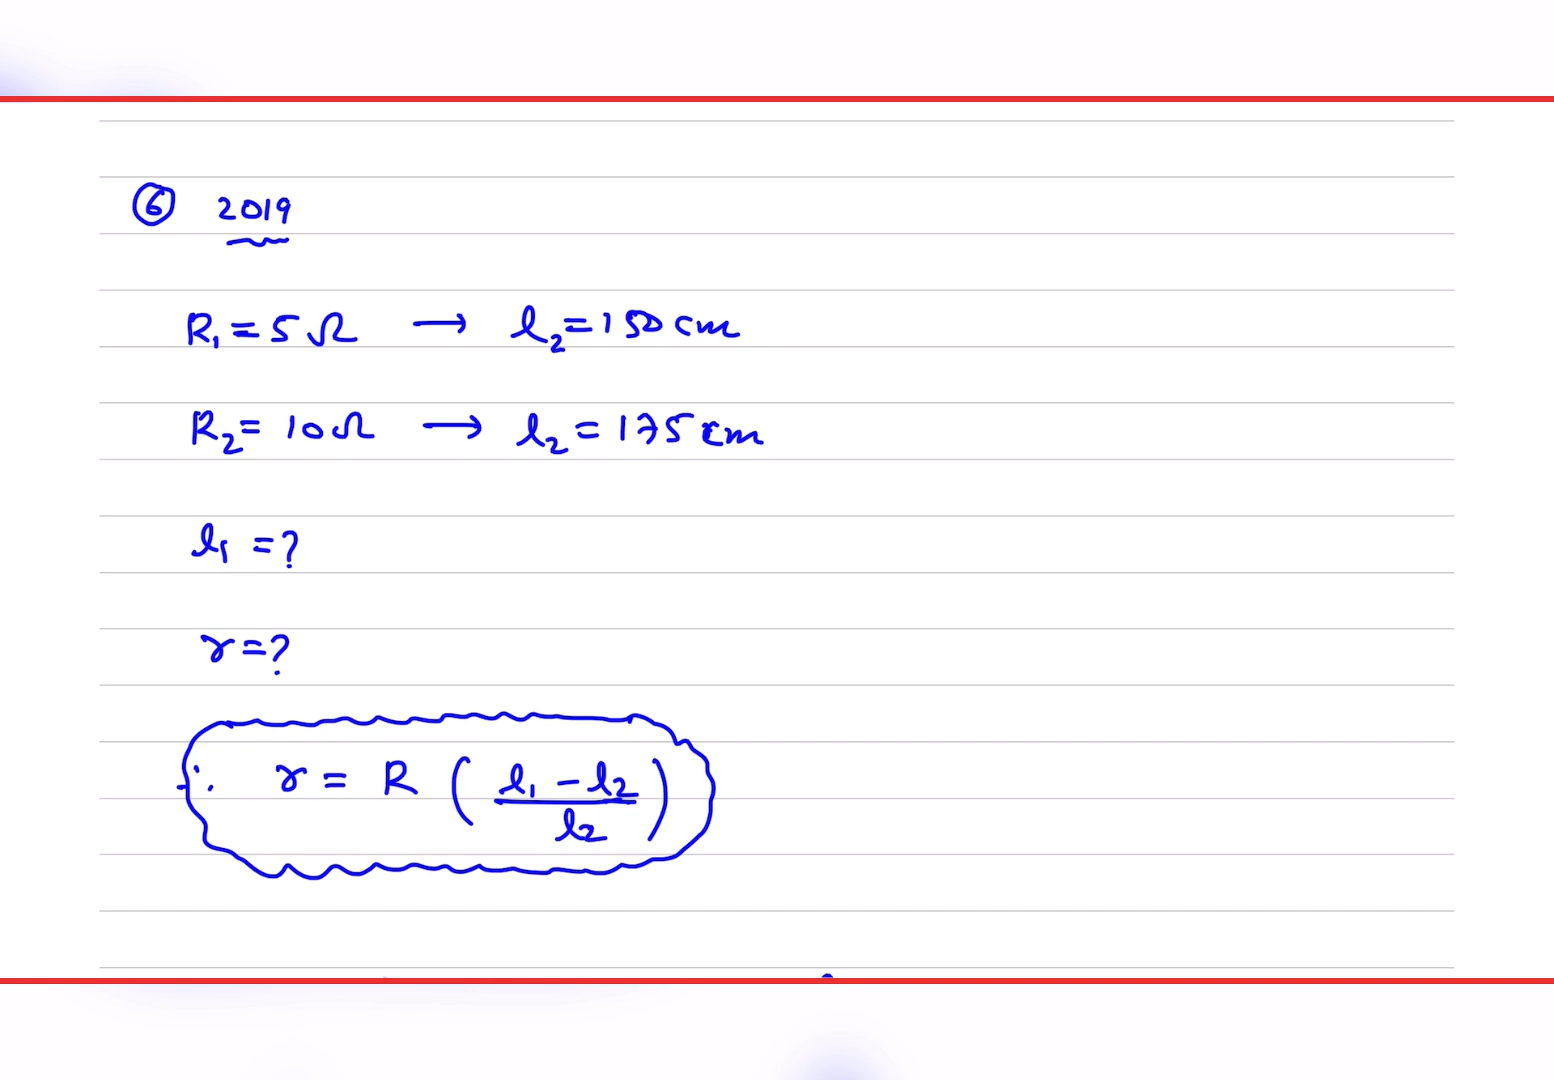 ⑥ 2019
R₁ = 5 Ω → l₂ = 150 cm
R₂ = 10 Ω → l₂ = 175 cm
l₁ = ?
r = ?
∴ r = R ( (l₁ - l₂) / l₂ )